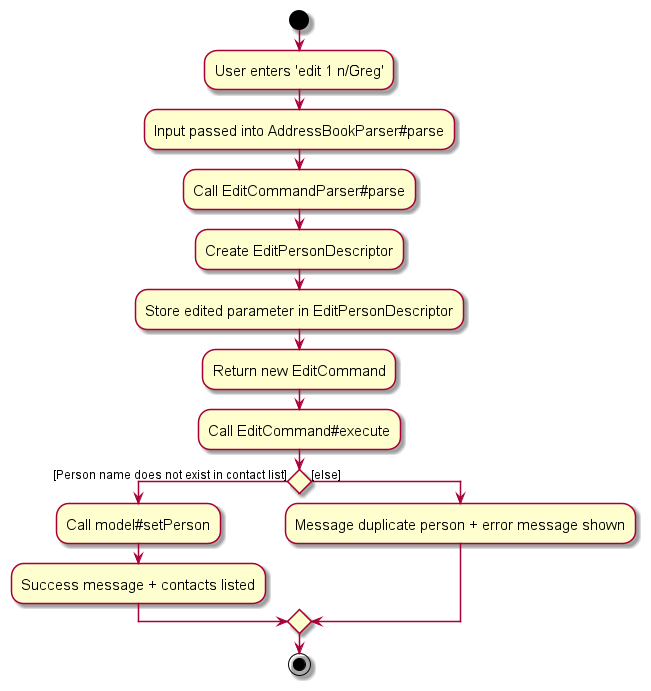 User enters 'edit 1 n/Greg'
Input passed into AddressBookParser#parse
Call EditCommandParser#parse
Create EditPersonDescriptor
Store edited parameter in EditPersonDescriptor
Return new EditCommand
Call EditCommand#execute
[Person name does not exist in contact list]
[else]
Call model#setPerson
Message duplicate person + error message shown
Success message + contacts listed